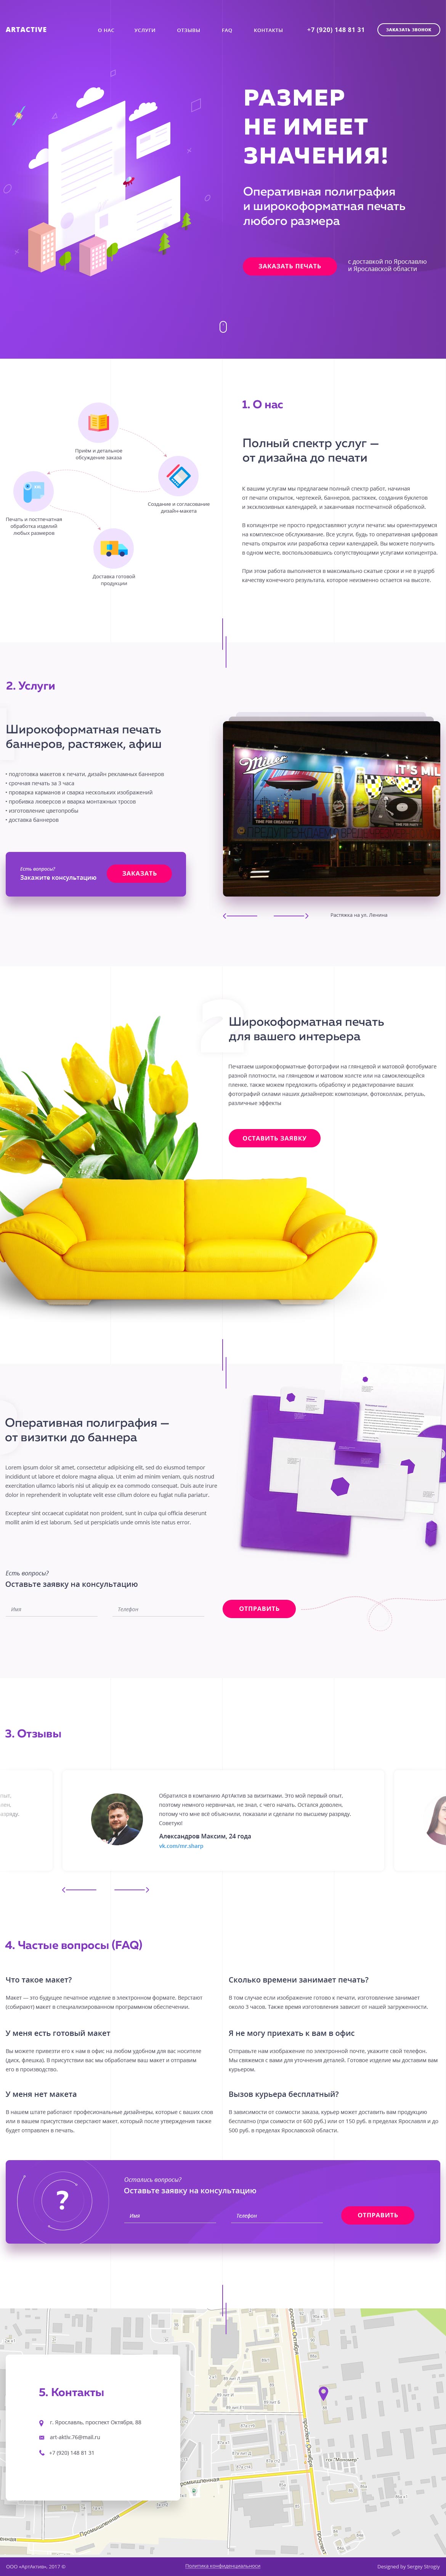 ARTACTIVE
О НАС
УСЛУГИ
ОТЗЫВЫ
FAQ
КОНТАКТЫ
+7 (920) 148 81 31
ЗАКАЗАТЬ ЗВОНОК
РАЗМЕР
НЕ ИМЕЕТ
ЗНАЧЕНИЯ!
Оперативная полиграфия
и широкоформатная печать
любого размера
ЗАКАЗАТЬ ПЕЧАТЬ
с доставкой по Ярославлю
и Ярославской области
Приём и детальное
обсуждение заказа
Создание и согласование
дизайн-макета
Печать и постпечатная
обработка изделий
любых размеров
Доставка готовой
продукции
1. О нас
Полный спектр услуг —
от дизайна до печати
К вашим услугам мы предлагаем полный спектр работ, начиная
от печати открыток, чертежей, баннеров, растяжек, создания буклетов
и эксклюзивных календарей, и заканчивая постпечатной обработкой.
В копицентре не просто предоставляют услуги печати: мы ориентируемся
на комплексное обслуживание. Все услуги, будь то оперативная цифровая
печать открыток или разработка серии календарей, Вы можете получить
в одном месте, воспользовавшись сопутствующими услугами копицентра.
При этом работа выполняется в максимально сжатые сроки и не в ущерб
качеству конечного результата, которое неизменно остается на высоте.
2. Услуги
Широкоформатная печать
баннеров, растяжек, афиш
• подготовка макетов к печати, дизайн рекламных баннеров
• срочная печать за 3 часа
• проварка карманов и сварка нескольких изображений
• пробивка люверсов и вварка монтажных тросов
• изготовление цветопробы
• доставка баннеров
Есть вопросы?
Закажите консультацию
ЗАКАЗАТЬ
Miller
TIME FOR CREATIVITY
IT'S MIL
Растяжка на ул. Ленина
2
Широкоформатная печать
для вашего интерьера
Печатаем широкоформатные фотографии на глянцевой и матовой фотобумаге
разной плотности, на глянцевом и матовом холсте или на самоклеющейся
пленке. также можем предложить обработку и редактирование ваших
фотографий силами наших дизайнеров: композиции, фотоколлаж, ретушь,
различные эффекты
ОСТАВИТЬ ЗАЯВКУ
Оперативная полиграфия —
от визитки до баннера
Lorem ipsum dolor sit amet, consectetur adipisicing elit, sed do eiusmod tempor
incididunt ut labore et dolore magna aliqua. Ut enim ad minim veniam, quis nostrud
exercitation ullamco laboris nisi ut aliquip ex ea commodo consequat. Duis aute irure
dolor in reprehenderit in voluptate velit esse cillum dolore eu fugiat nulla pariatur.
Excepteur sint occaecat cupidatat non proident, sunt in culpa qui officia deserunt
mollit anim id est laborum. Sed ut perspiciatis unde omnis iste natus error.
Есть вопросы?
Оставьте заявку на консультацию
Имя
Телефон
ОТПРАВИТЬ
3. Отзывы
Обратился в компанию АртАктив за визитками. Это мой первый опыт,
поэтому немного нервничал, не знал, с чего начать. Остался доволен,
потому что мне всё объяснили, показали и сделали по высшему разряду.
Советую!
Александров Максим, 24 года
vk.com/mr.sharp
4. Частые вопросы (FAQ)
Что такое макет?
Макет — это будущее печатное изделие в электронном формате. Верстают
(собирают) макет в специализированном программном обеспечении.
Сколько времени занимает печать?
В том случае если изображение готово к печати, изготовление занимает
около 3 часов. Также время изготовления зависит от нашей загруженности.
У меня есть готовый макет
Вы можете привезти его к нам в офис на любом удобном для вас носителе
(диск, флешка). В присутствии вас мы обработаем ваш макет и отправим
его в производство.
Я не могу приехать к вам в офис
Отправьте нам изображение по электронной почте, укажите свой телефон.
Мы свяжемся с вами для уточнения деталей. Готовое изделие мы доставим вам
курьером.
У меня нет макета
В нашем штате работают профессиональные дизайнеры, которые с ваших слов
или в вашем присутствии сверстают макет, который после утверждения также
будет отправлен в печать.
Вызов курьера бесплатный?
В зависимости от соимости заказа, курьер может доставить вам продукцию
бесплатно (при соимости от 600 руб.) или от 150 руб. в пределах Ярославля и до
500 руб. в пределах Ярославской области.
?
Остались вопросы?
Оставьте заявку на консультацию
Имя
Телефон
ОТПРАВИТЬ
5. Контакты
г. Ярославль, проспект Октября, 88
art-aktiv.76@mail.ru
+7 (920) 148 81 31
Промышленная
проспект Октября
ООО «АртАктив», 2017 ©
Политика конфиденциальности
Designed by Sergey Strogiy